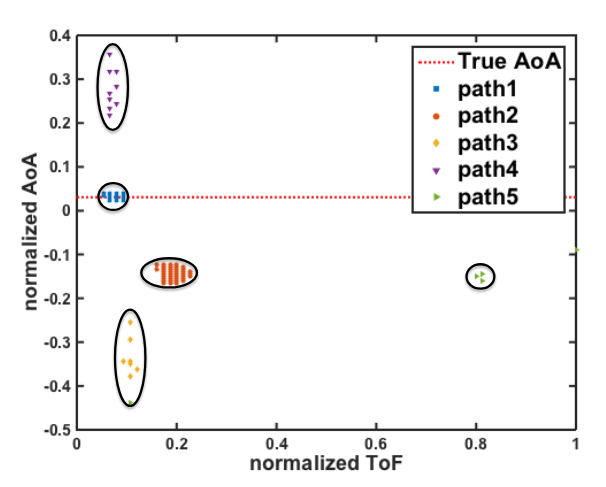 0.4
0.3
0.2
0.1
0
-0.1
-0.2
-0.3
-0.4
-0.5
normalized AoA
True AoA
path1
path2
path3
path4
path5
0 0.2 0.4 0.6 0.8 1
normalized ToF